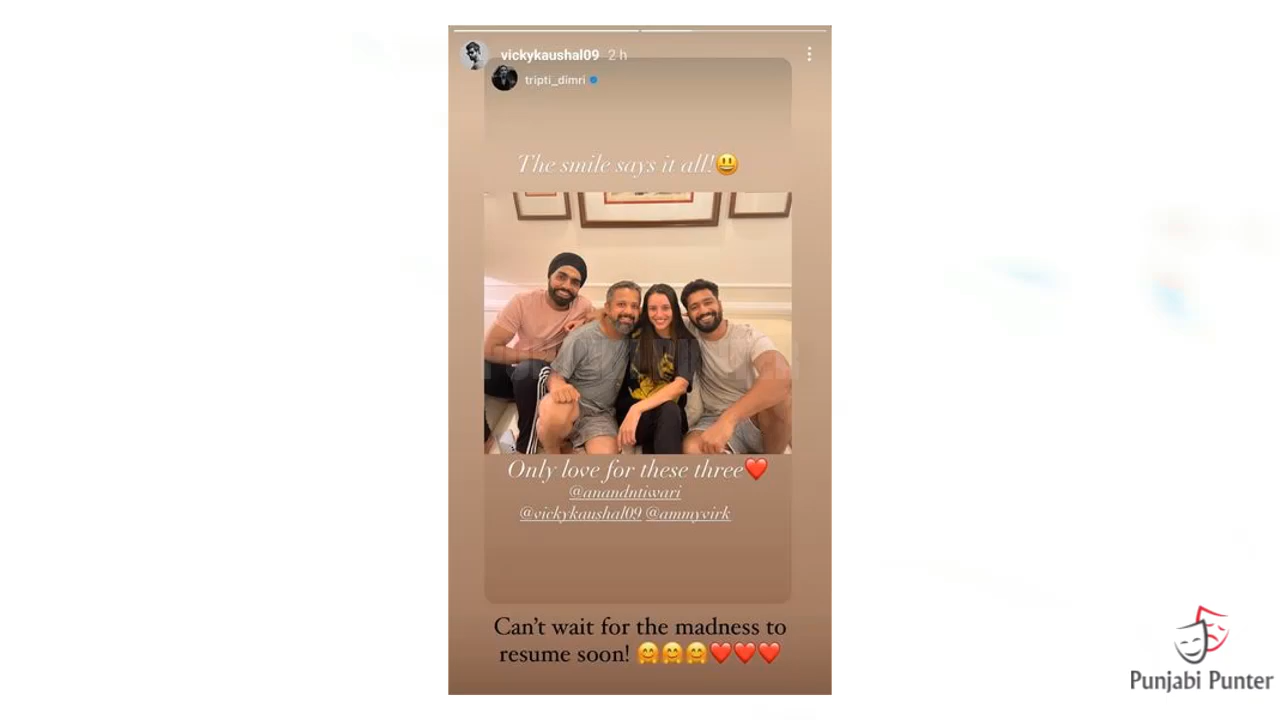 vickykaushal09 2 h
tripti_dimri
The smile says it all!😃
Only love for these three❤️
@anandntiwari
@vickykaushal09 @ammyvirk
Can't wait for the madness to
resume soon! 🤗🤗🤗❤️❤️❤️
Punjabi Punter